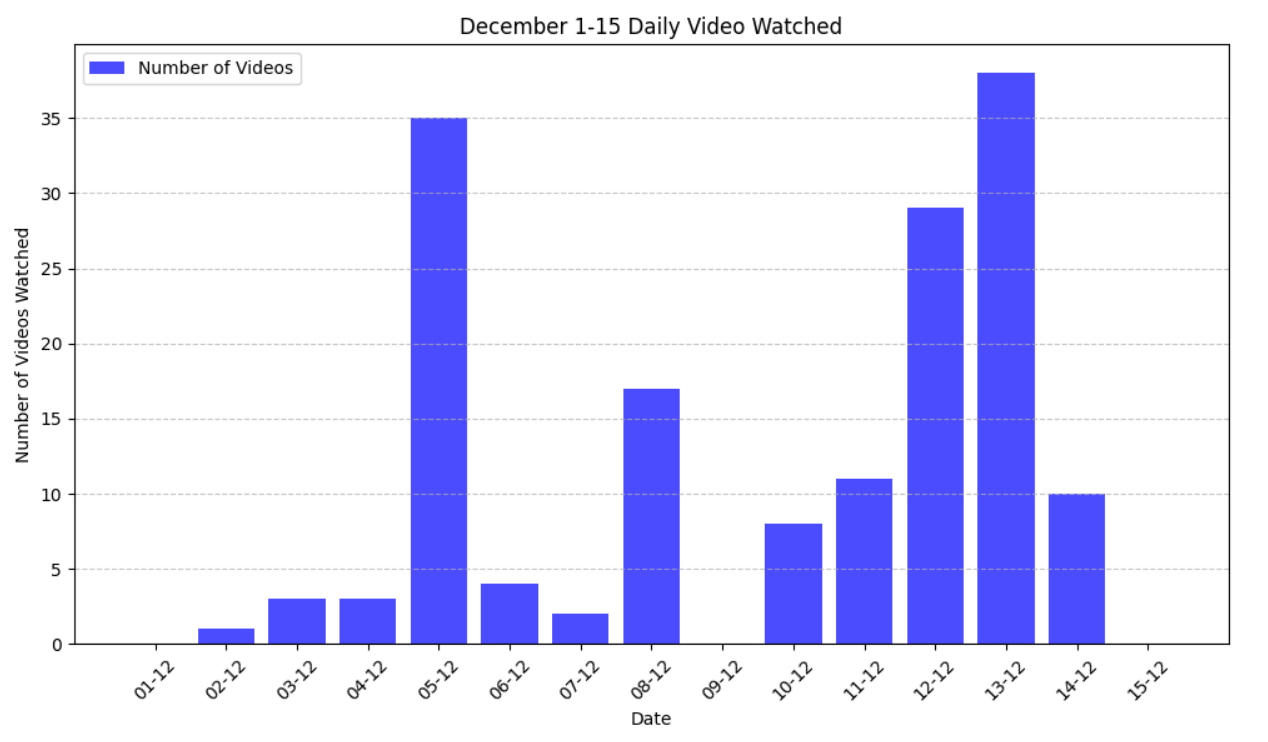 December 1-15 Daily Video Watched
Number of Videos
Number of Videos Watched
35
30
25
20
15
10
5
0
01-12 02-12 03-12 04-12 05-12 06-12 07-12 08-12 09-12 10-12 11-12 12-12 13-12 14-12 15-12
Date